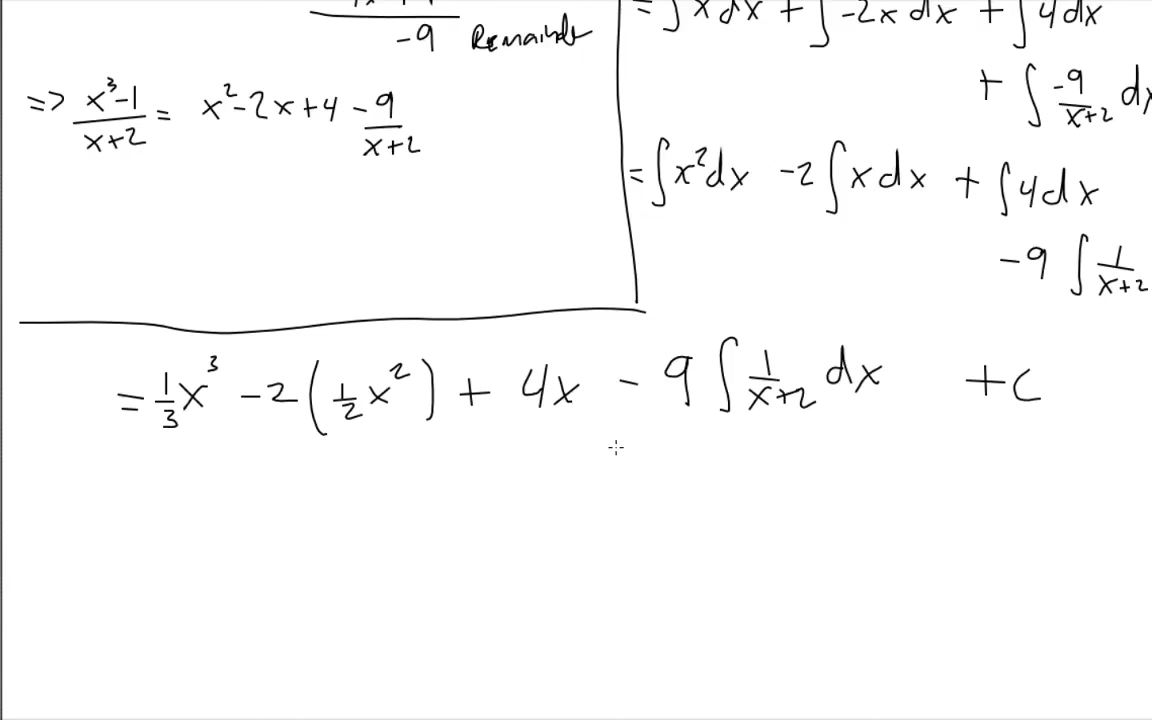 -9 Remainder
=> x³-1/x+2 = x²-2x+4 -9/x+2
= ∫x dx + ∫-2x dx + ∫4dx
+ ∫ -9/x+2 dx
= ∫x²dx -2∫x dx + ∫4dx
-9 ∫ 1/x+2
= 1/3 x³ -2(1/2 x²) + 4x - 9∫ 1/x+2 dx +c